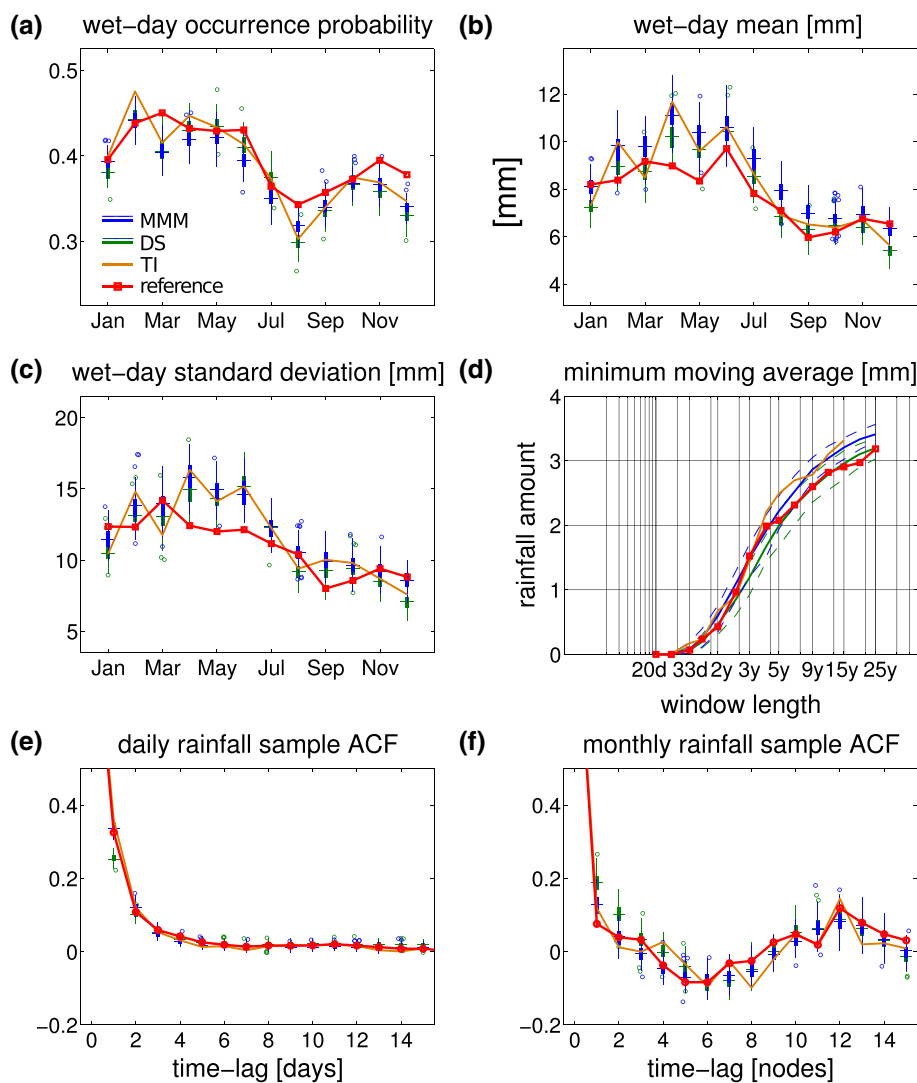 (a) wet-day occurrence probability
0.5
0.4
0.3
MMM
DS
TI
reference
Jan Mar May Jul Sep Nov
(b) wet-day mean [mm]
[mm]
12
10
8
6
4
Jan Mar May Jul Sep Nov
(c) wet-day standard deviation [mm]
20
15
10
5
Jan Mar May Jul Sep Nov
(d) minimum moving average [mm]
rainfall amount
4
3
2
1
0
20d 33d 2y 3y 5y 9y 15y 25y
window length
(e) daily rainfall sample ACF
0.4
0.2
0
-0.2
0 2 4 6 8 10 12 14
time-lag [days]
(f) monthly rainfall sample ACF
0.4
0.2
0
-0.2
0 2 4 6 8 10 12 14
time-lag [nodes]